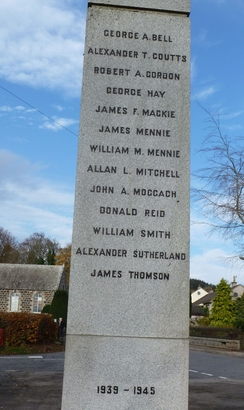 GEORGE A. BELL
ALEXANDER T. COUTTS
ROBERT A. GORDON
GEORGE HAY
JAMES F. MACKIE
JAMES MENNIE
WILLIAM M. MENNIE
ALLAN L. MITCHELL
JOHN A. MOGGACH
DONALD REID
WILLIAM SMITH
ALEXANDER SUTHERLAND
JAMES THOMSON
1939 - 1945